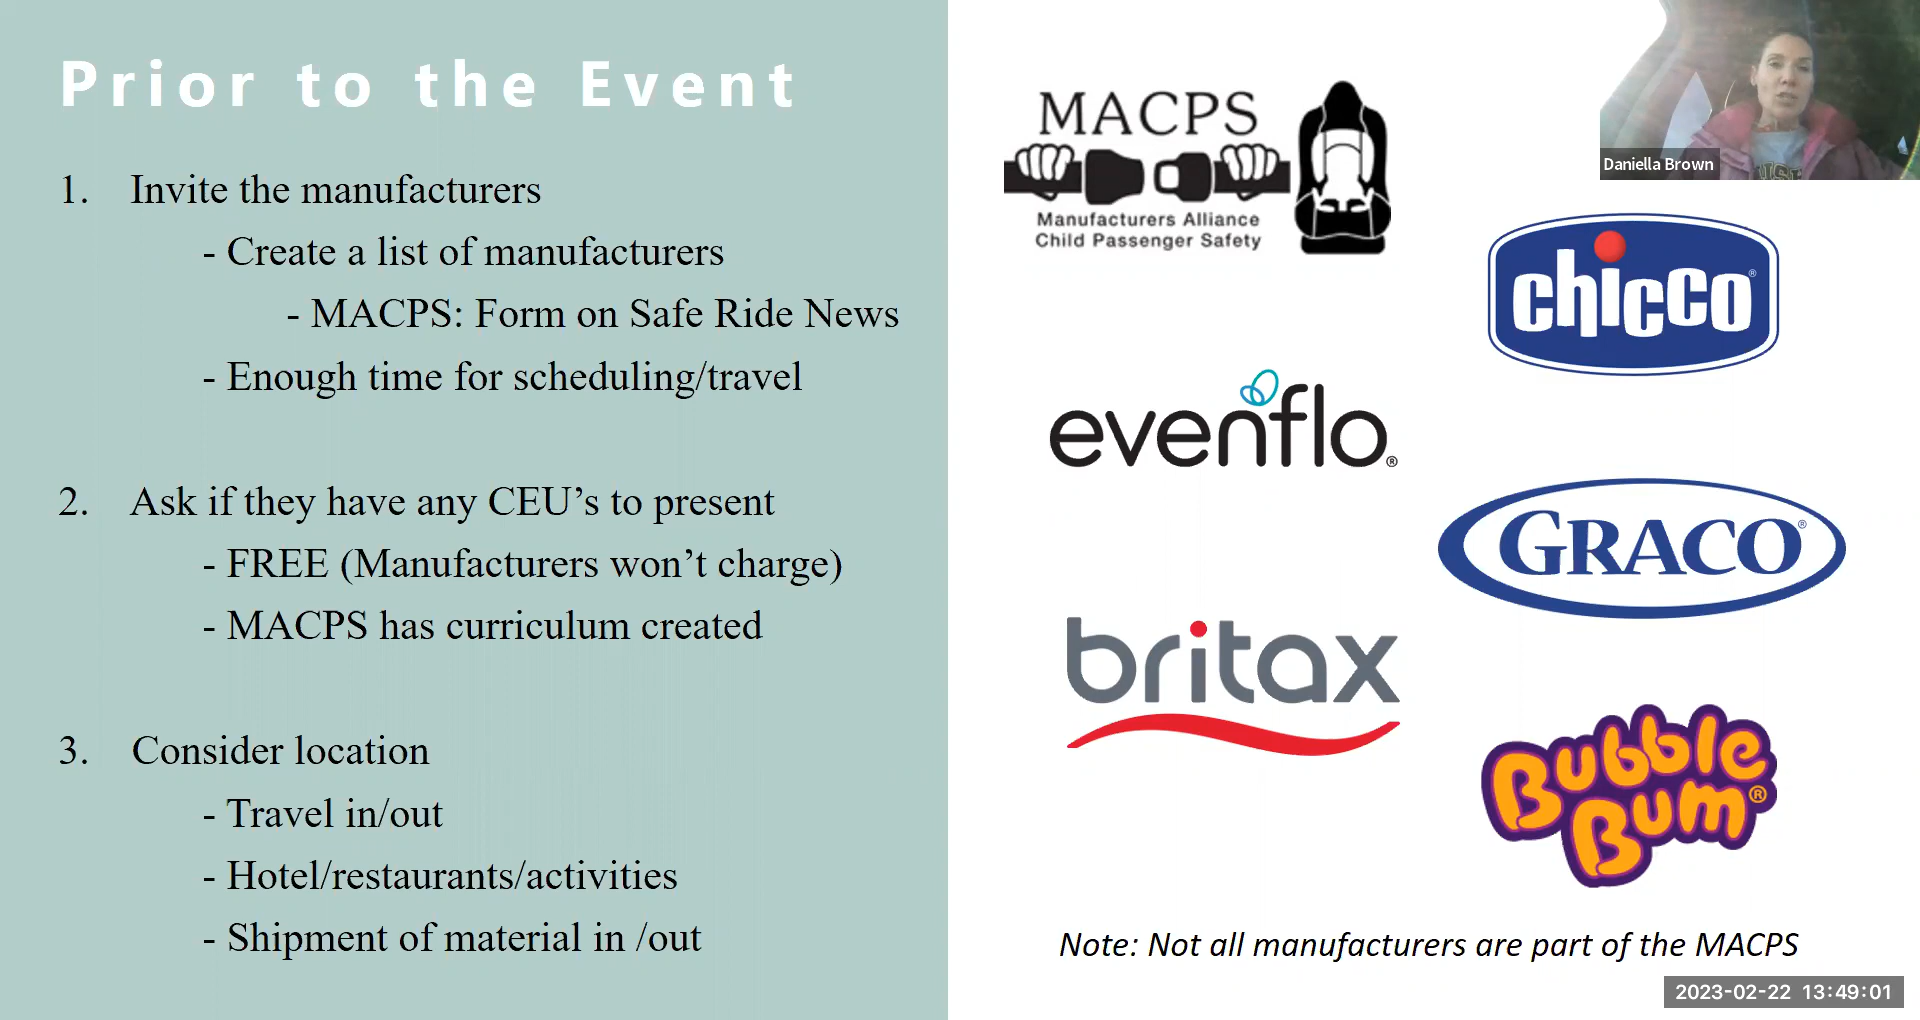 Prior to the Event
1. Invite the manufacturers
- Create a list of manufacturers
- MACPS: Form on Safe Ride News
- Enough time for scheduling/travel
2. Ask if they have any CEU’s to present
- FREE (Manufacturers won’t charge)
- MACPS has curriculum created
3. Consider location
- Travel in/out
- Hotel/restaurants/activities
- Shipment of material in /out
MACPS
Manufacturers Alliance
Child Passenger Safety
Daniella Brown
chicco®
evenflo®
GRACO®
britax
Bubble
Bum®
Note: Not all manufacturers are part of the MACPS
2023-02-22 13:49:01